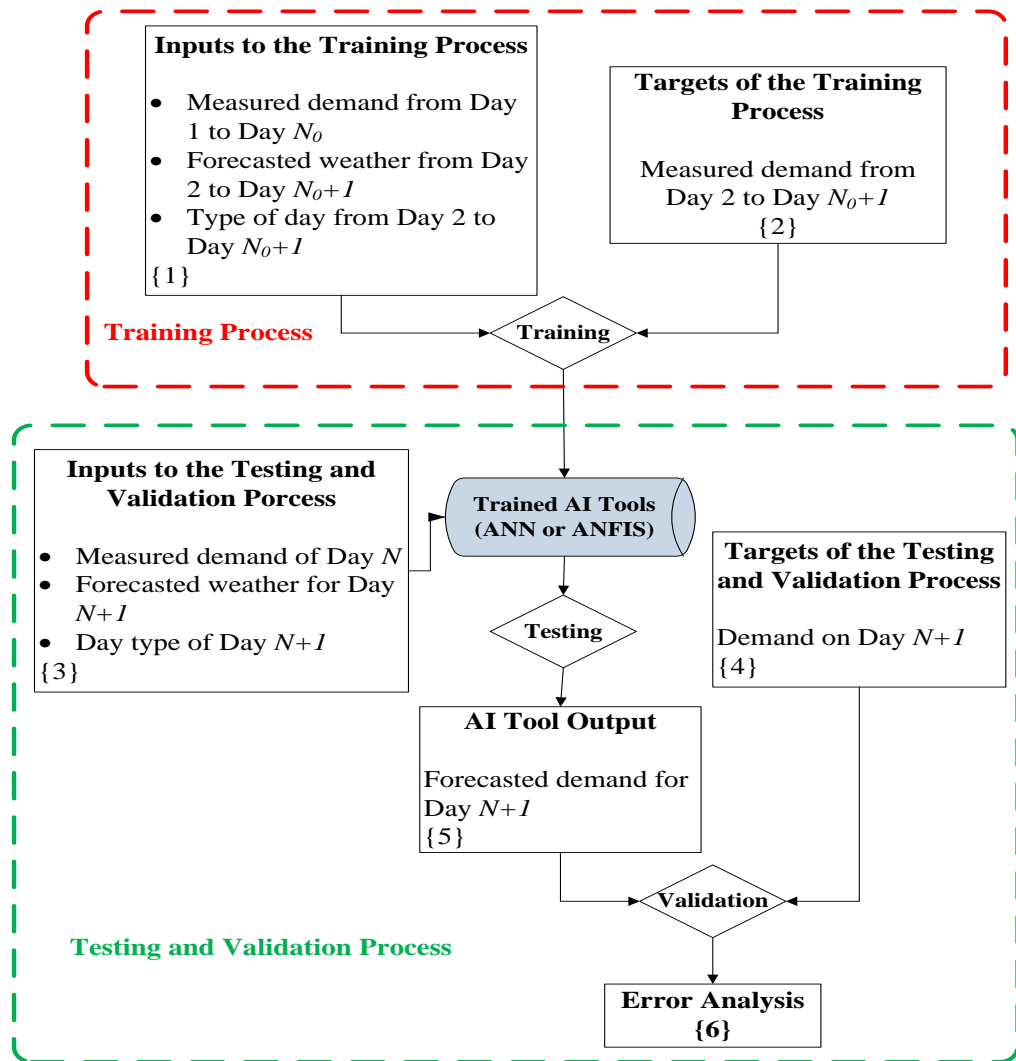 Inputs to the Training Process
• Measured demand from Day
1 to Day N₀
• Forecasted weather from Day
2 to Day N₀+1
• Type of day from Day 2 to
Day N₀+1
{1}
Targets of the Training
Process
Measured demand from
Day 2 to Day N₀+1
{2}
Training Process
Training
Inputs to the Testing and
Validation Porcess
• Measured demand of Day N
• Forecasted weather for Day
N+1
• Day type of Day N+1
{3}
Trained AI Tools
(ANN or ANFIS)
Targets of the Testing
and Validation Process
Demand on Day N+1
{4}
Testing
AI Tool Output
Forecasted demand for
Day N+1
{5}
Validation
Testing and Validation Process
Error Analysis
{6}